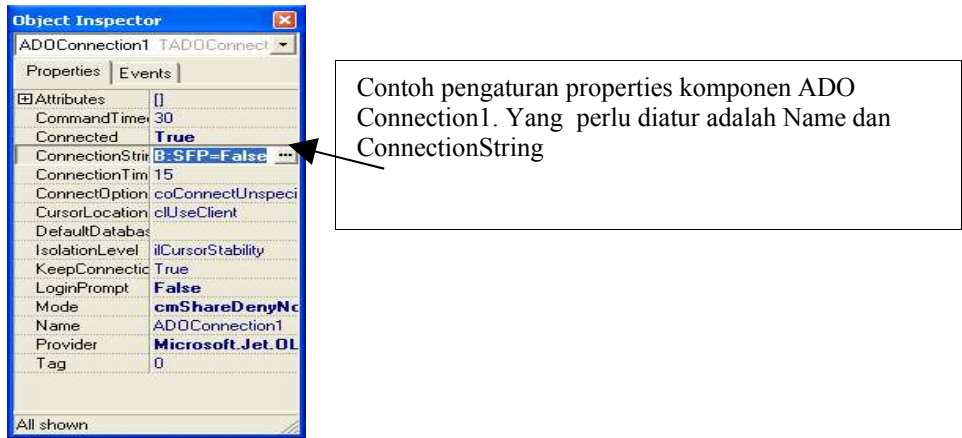 Object Inspector
ADOConnection1 TADOConnect
Properties Events
Attributes []
CommandTime 30
Connected True
ConnectionStrir B:SFP=False ...
ConnectionTim 15
ConnectOption coConnectUnspeci
CursorLocation clUseClient
DefaultDatabas
IsolationLevel ilCursorStability
KeepConnectic True
LoginPrompt False
Mode cmShareDenyNc
Name ADOConnection1
Provider Microsoft.Jet.OL
Tag 0
All shown
Contoh pengaturan properties komponen ADO
Connection1. Yang perlu diatur adalah Name dan
ConnectionString